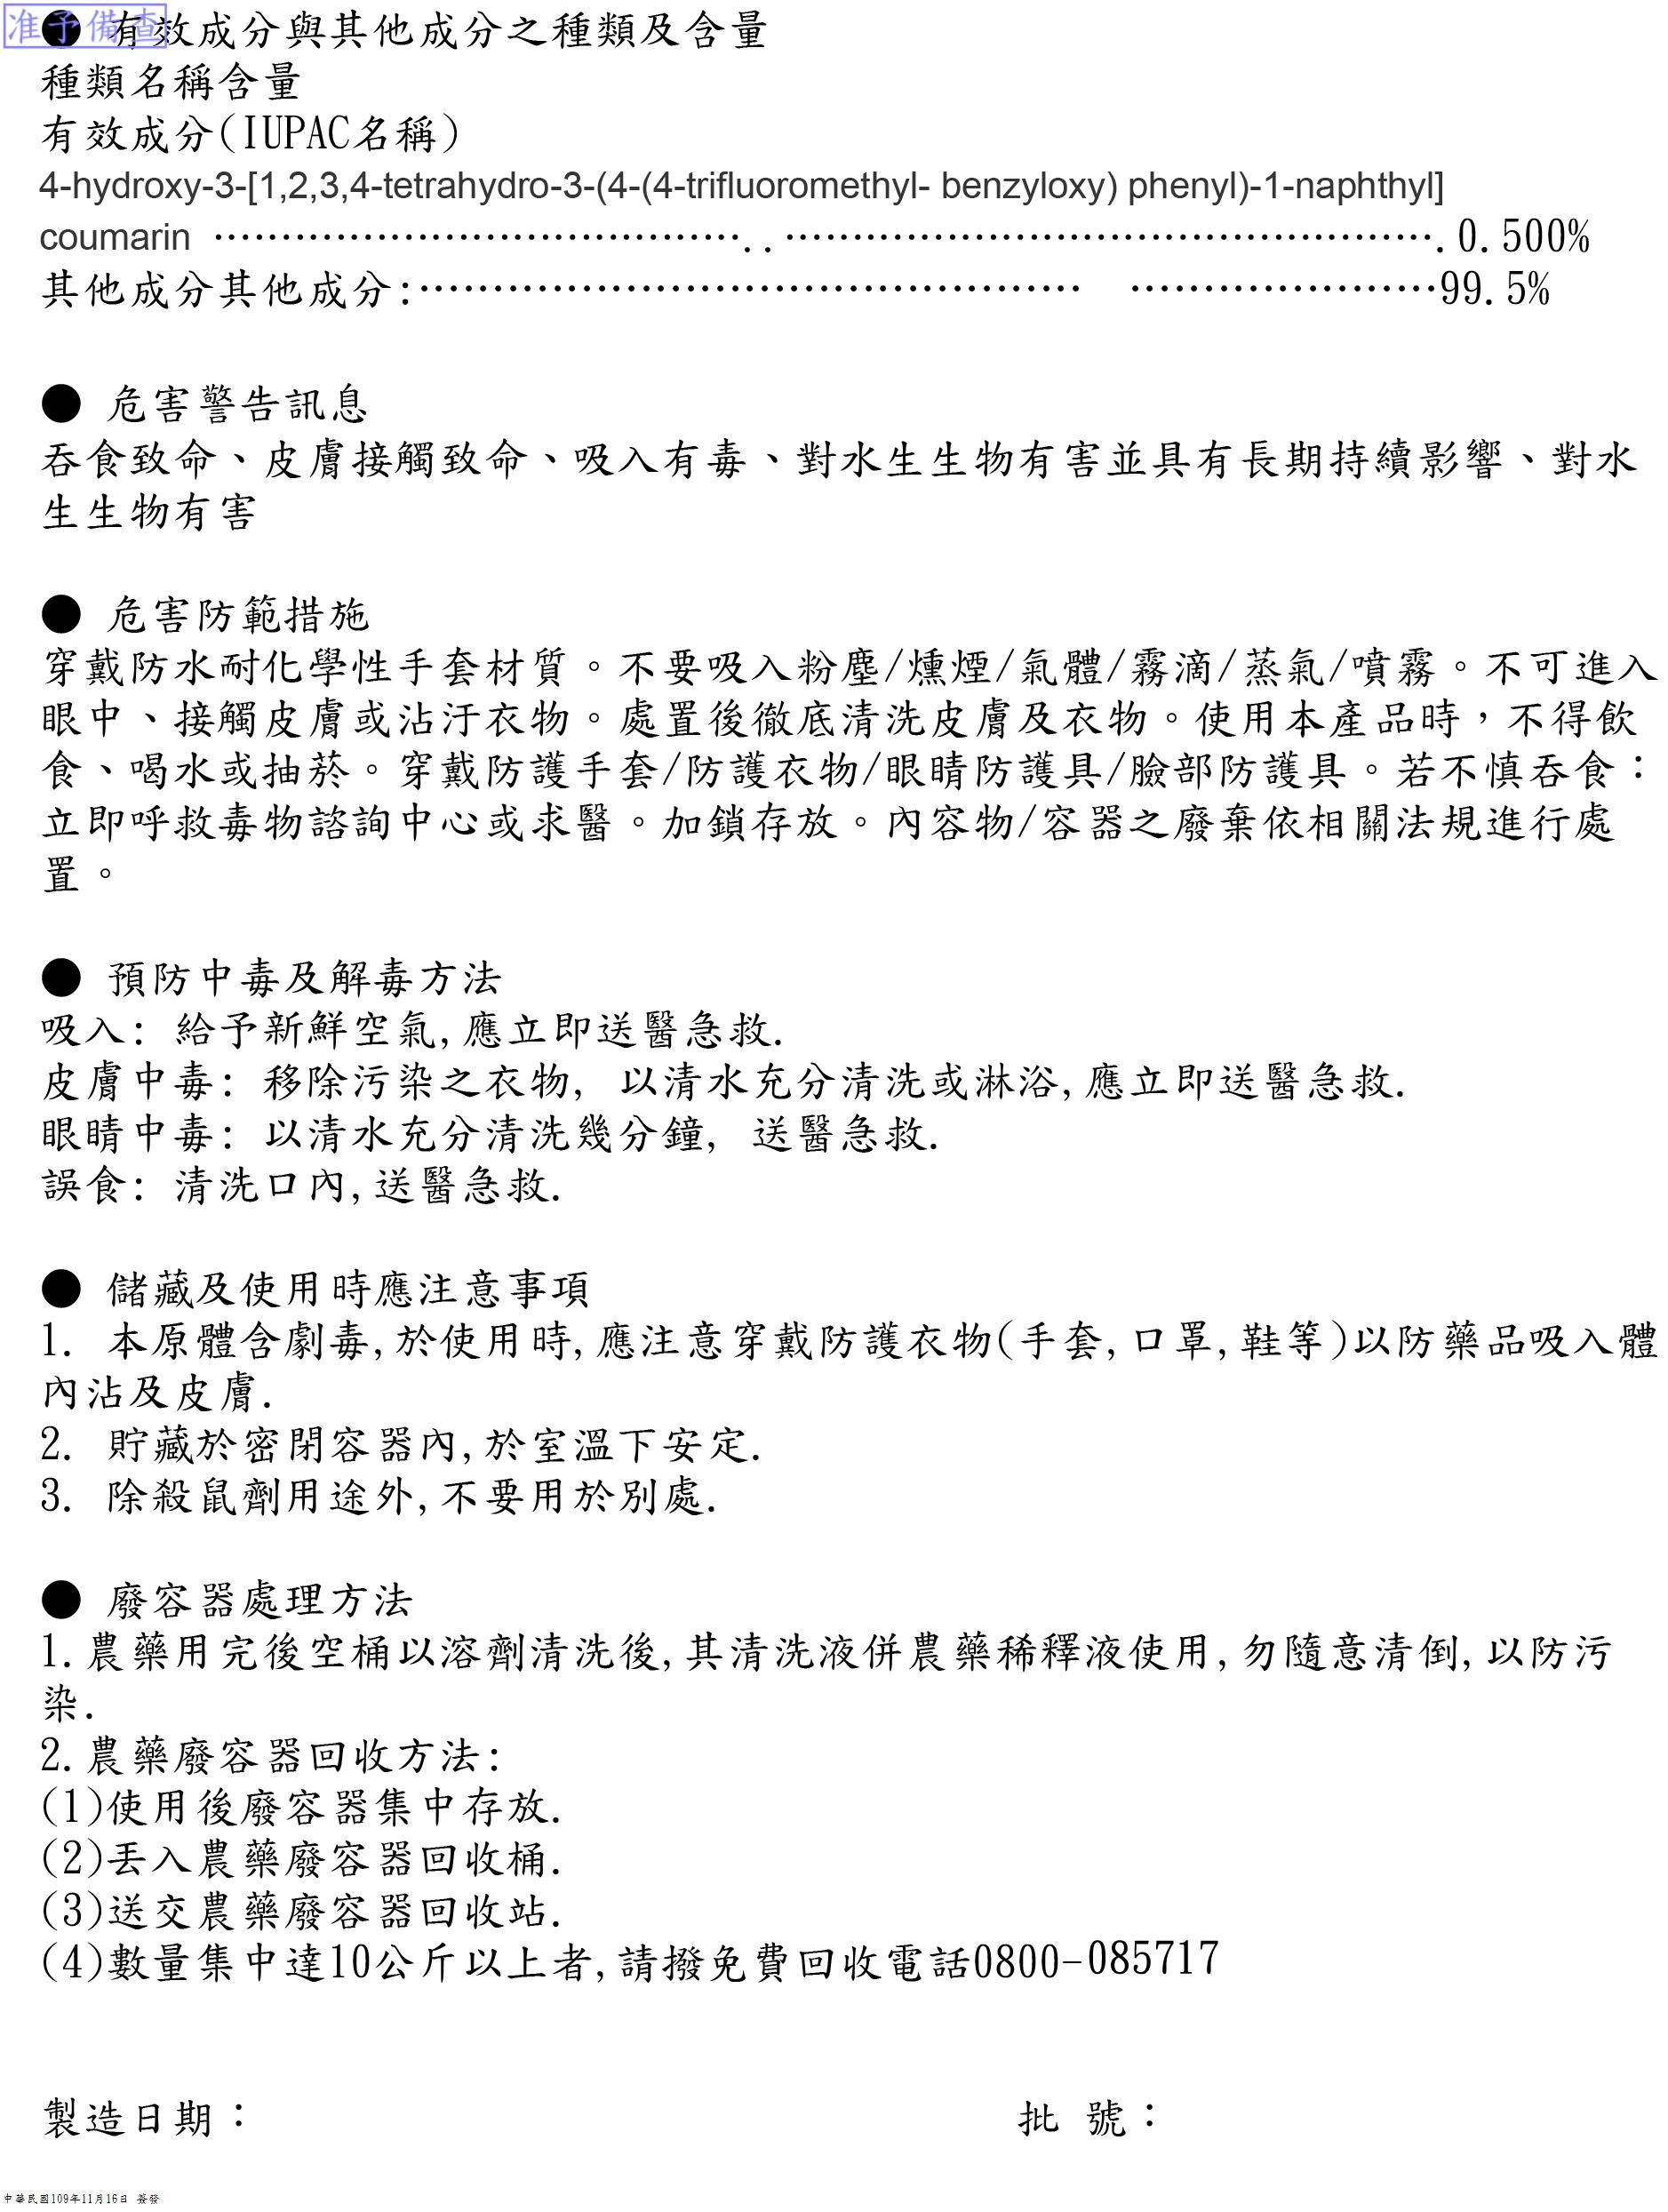 准予備查
● 有效成分與其他成分之種類及含量
種類名稱含量
有效成分(IUPAC名稱)
4-hydroxy-3-[1,2,3,4-tetrahydro-3-(4-(4-trifluoromethyl- benzyloxy) phenyl)-1-naphthyl]
coumarin ……………………………………..…………………………………………….0.500%
其他成分其他成分:……………………………………………… ……………………99.5%
● 危害警告訊息
吞食致命、皮膚接觸致命、吸入有毒、對水生生物有害並具有長期持續影響、對水
生生物有害
● 危害防範措施
穿戴防水耐化學性手套材質。不要吸入粉塵/燻煙/氣體/霧滴/蒸氣/噴霧。不可進入
眼中、接觸皮膚或沾汙衣物。處置後徹底清洗皮膚及衣物。使用本產品時，不得飲
食、喝水或抽菸。穿戴防護手套/防護衣物/眼睛防護具/臉部防護具。若不慎吞食：
立即呼救毒物諮詢中心或求醫。加鎖存放。內容物/容器之廢棄依相關法規進行處
置。
● 預防中毒及解毒方法
吸入: 給予新鮮空氣,應立即送醫急救.
皮膚中毒: 移除污染之衣物, 以清水充分清洗或淋浴,應立即送醫急救.
眼睛中毒: 以清水充分清洗幾分鐘, 送醫急救.
誤食: 清洗口內,送醫急救.
● 儲藏及使用時應注意事項
1. 本原體含劇毒,於使用時,應注意穿戴防護衣物(手套,口罩,鞋等)以防藥品吸入體
內沾及皮膚.
2. 貯藏於密閉容器內,於室溫下安定.
3. 除殺鼠劑用途外,不要用於別處.
● 廢容器處理方法
1.農藥用完後空桶以溶劑清洗後,其清洗液併農藥稀釋液使用,勿隨意清倒,以防污
染.
2.農藥廢容器回收方法:
(1)使用後廢容器集中存放.
(2)丟入農藥廢容器回收桶.
(3)送交農藥廢容器回收站.
(4)數量集中達10公斤以上者,請撥免費回收電話0800-085717
製造日期： 批 號：
中華民國109年11月16日 簽發